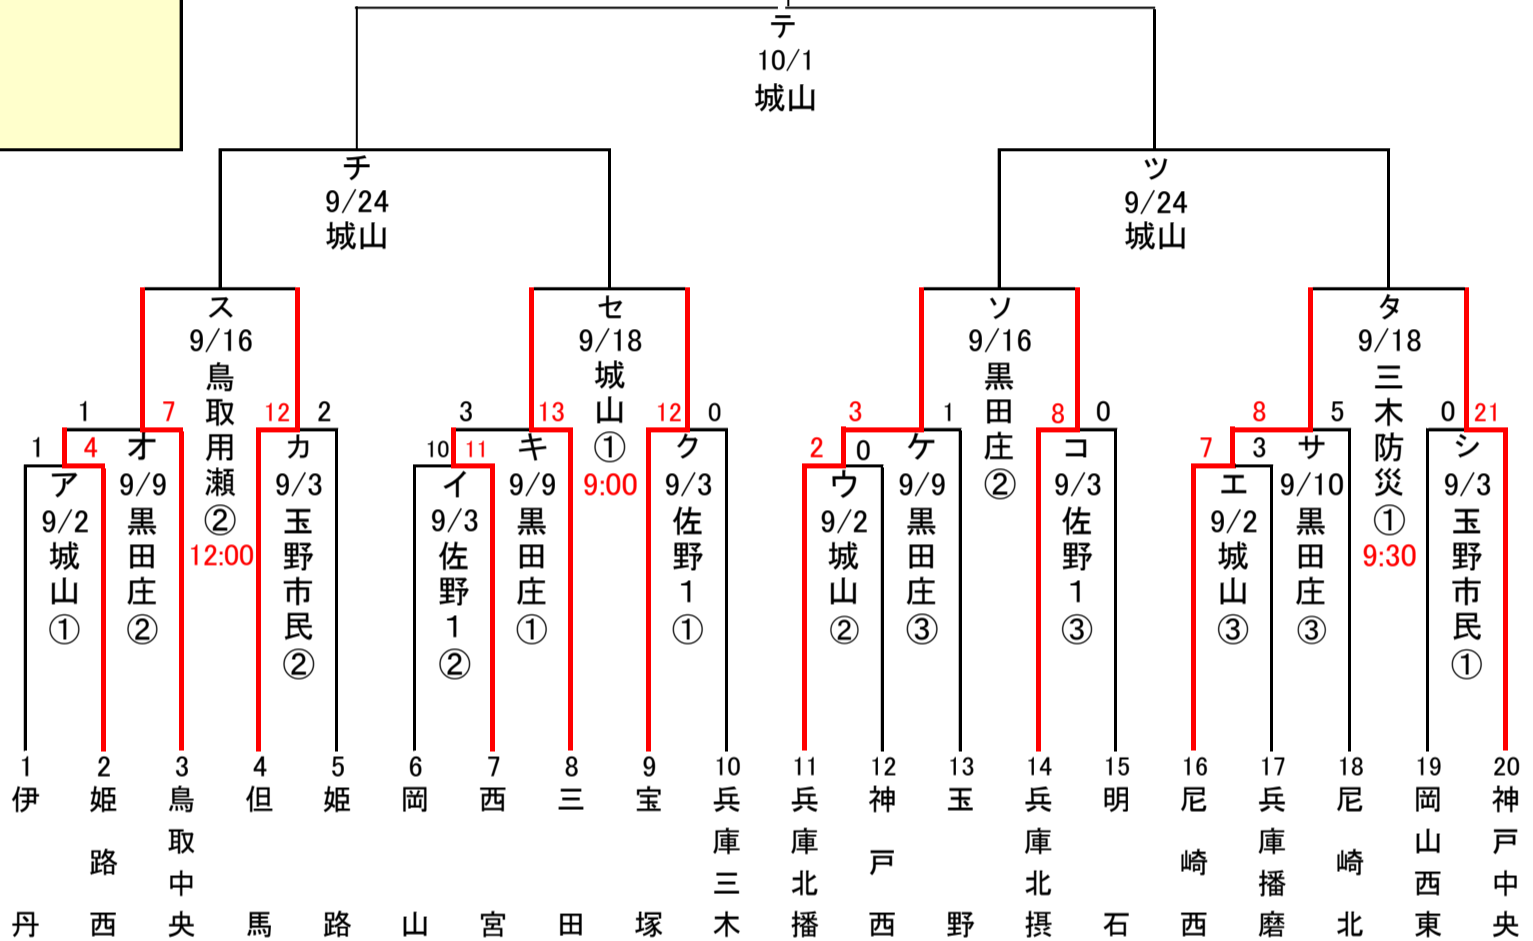 テ
10/1
城山
チ
9/24
城山
ツ
9/24
城山
ス
9/16
鳥取用瀬②
12:00
セ
9/18
城山①
9:00
ソ
9/16
黒田庄②
タ
9/18
三木防災①
9:30
1 7
12 2
3 13
12 0
3 1
8 0
8 5
0 21
1 4
10 11
2 0
7 3
オ
9/9
黒田庄②
カ
9/3
玉野市民②
キ
9/9
黒田庄①
ク
9/3
佐野1①
ケ
9/9
黒田庄③
コ
9/3
佐野1③
サ
9/10
黒田庄③
シ
9/3
玉野市民①
ア
9/2
城山①
イ
9/3
佐野1②
ウ
9/2
城山②
エ
9/2
城山③
1 伊丹
2 姫路西
3 鳥取中央
4 但馬
5 姫路
6 岡山
7 西宮
8 三田
9 宝塚
10 兵庫三木
11 兵庫北播
12 神戸西
13 玉野
14 兵庫北摂
15 明石
16 尼崎西
17 兵庫播磨
18 尼崎北
19 岡山西東
20 神戸中央